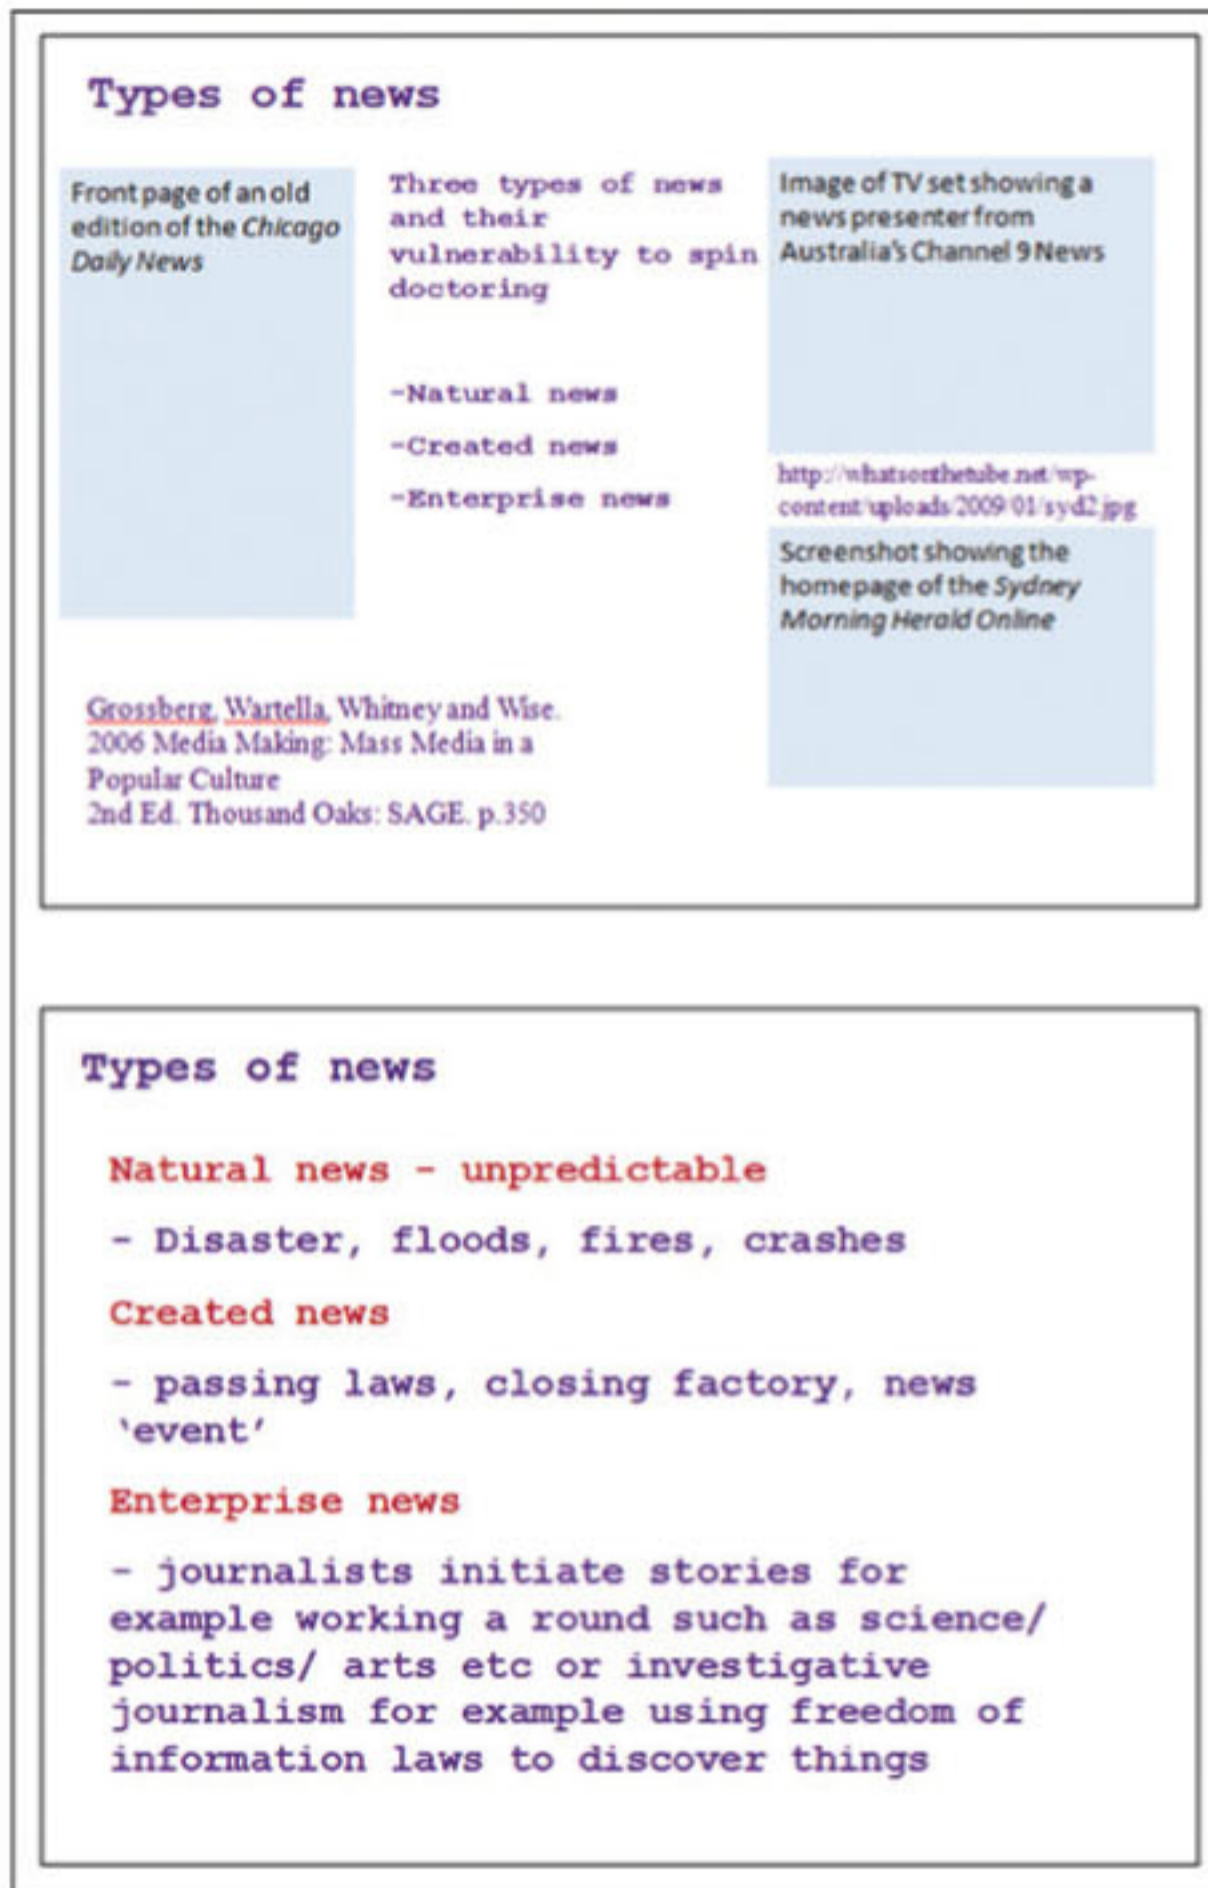 Types of news
Front page of an old
edition of the Chicago
Daily News
Three types of news
and their
vulnerability to spin
doctoring
-Natural news
-Created news
-Enterprise news
Image of TV set showing a
news presenter from
Australia's Channel 9 News
http://whatsonthetube.net/wp-
content/uploads/2009/01/syd2.jpg
Screenshot showing the
homepage of the Sydney
Morning Herald Online
Grossberg, Wartella, Whitney and Wise.
2006 Media Making: Mass Media in a
Popular Culture
2nd Ed. Thousand Oaks: SAGE. p.350
Types of news
Natural news - unpredictable
- Disaster, floods, fires, crashes
Created news
- passing laws, closing factory, news
‘event’
Enterprise news
- journalists initiate stories for
example working a round such as science/
politics/ arts etc or investigative
journalism for example using freedom of
information laws to discover things